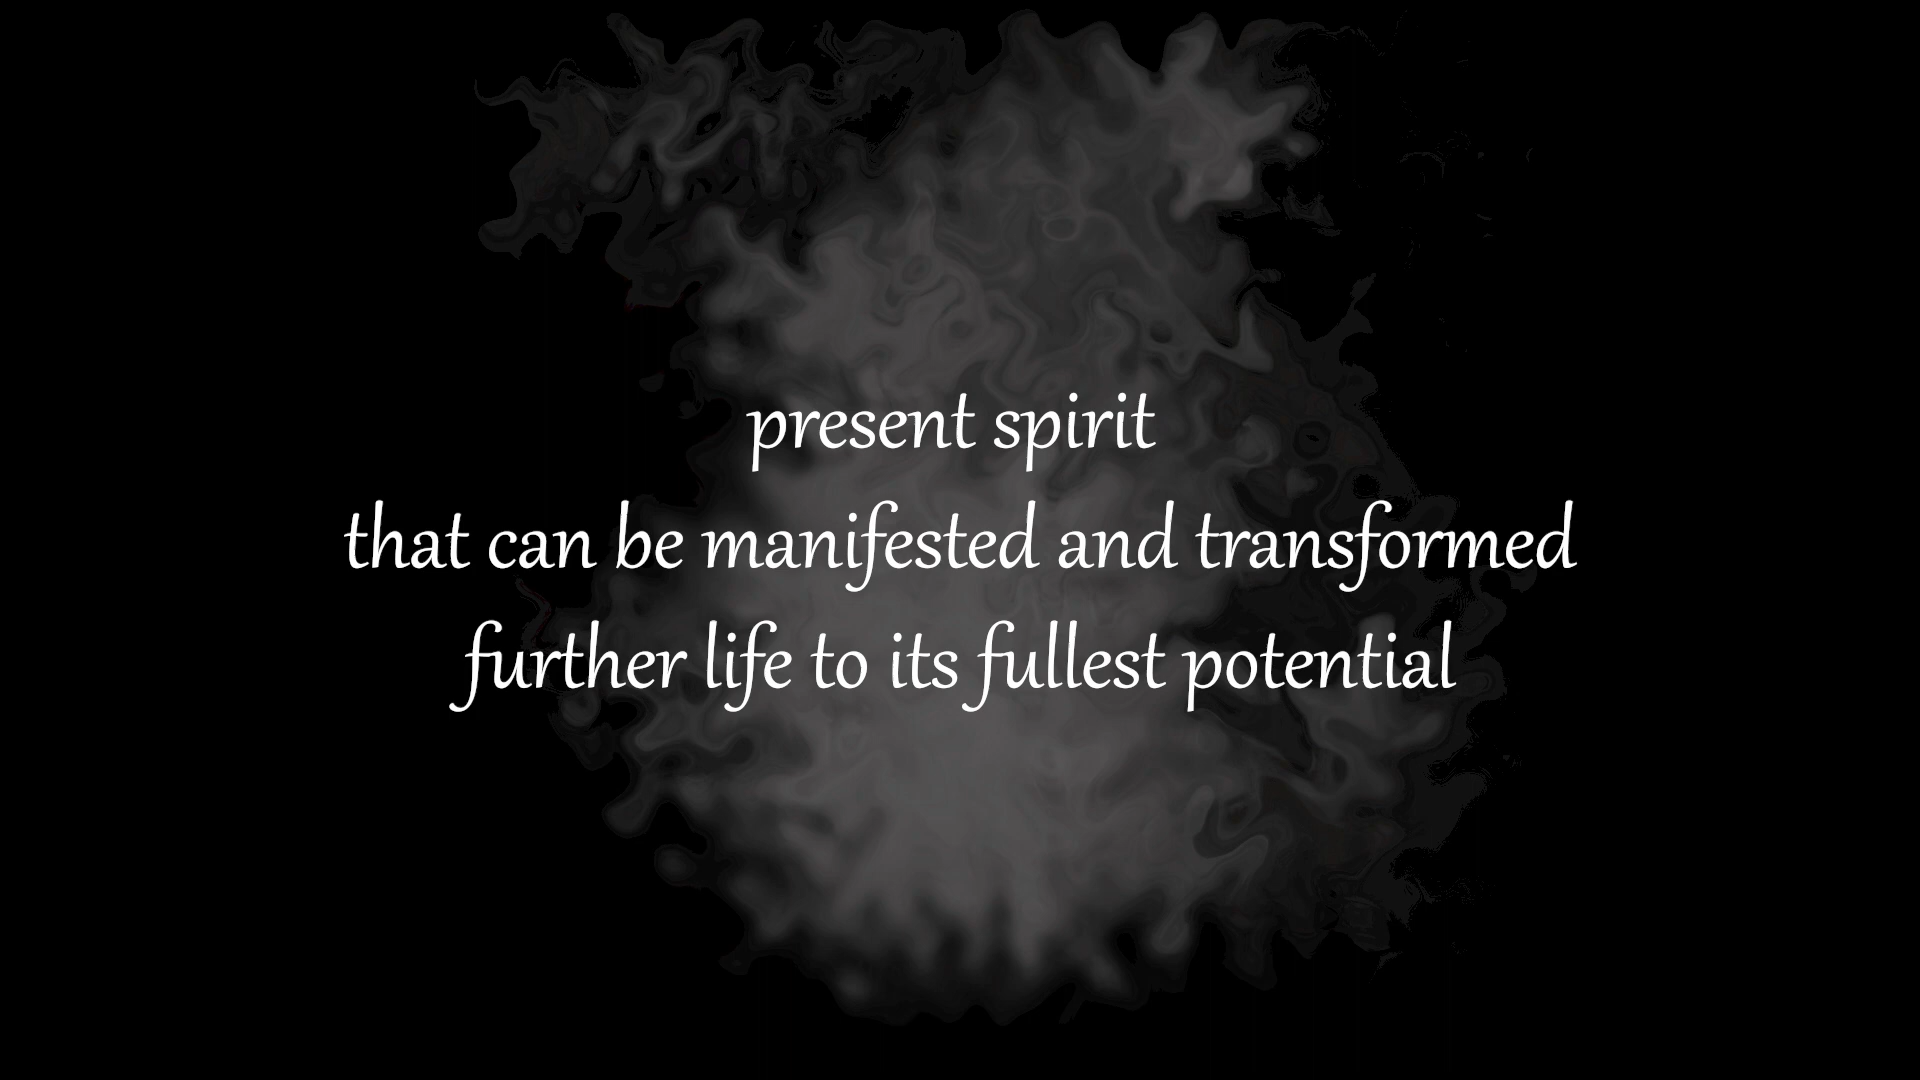 present spirit
that can be manifested and transformed
further life to its fullest potential